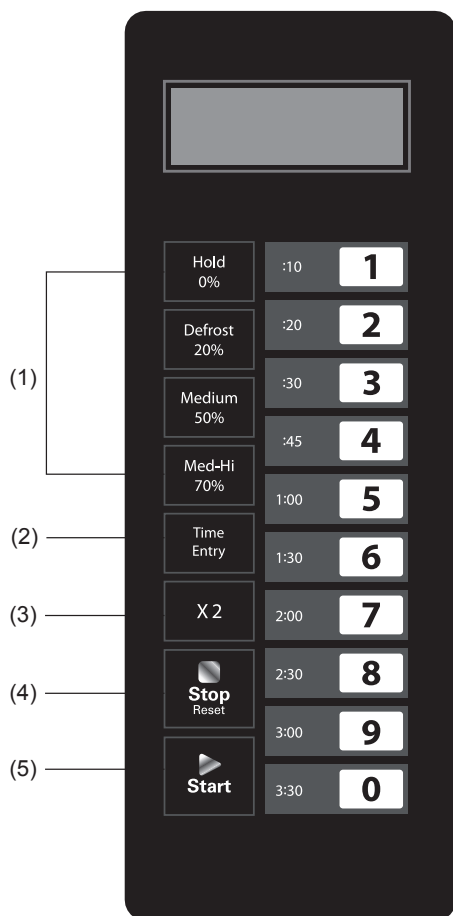 (1)
Hold
0%
Defrost
20%
Medium
50%
Med-Hi
70%
(2)
Time
Entry
(3)
X 2
(4)
Stop
Reset
(5)
Start
:10 1
:20 2
:30 3
:45 4
1:00 5
1:30 6
2:00 7
2:30 8
3:00 9
3:30 0